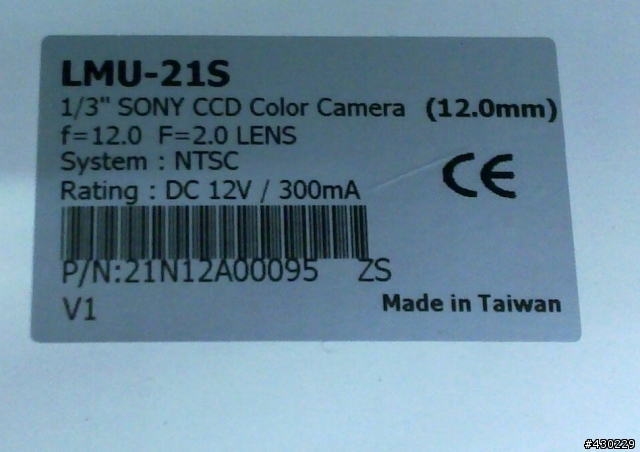 LMU-21S
1/3" SONY CCD Color Camera (12.0mm)
f=12.0 F=2.0 LENS
System : NTSC
CE
Rating : DC 12V / 300mA
P/N:21N12A00095 ZS
V1 Made in Taiwan
#430229